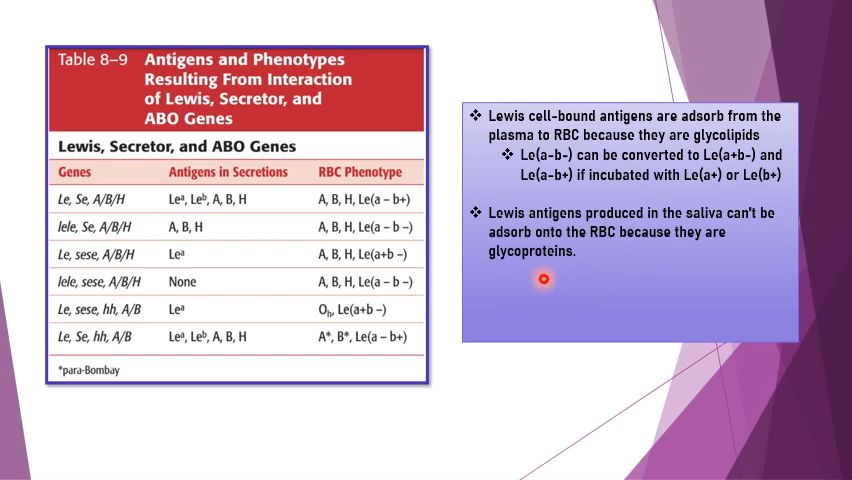 Table 8–9 Antigens and Phenotypes
Resulting From Interaction
of Lewis, Secretor, and
ABO Genes
Lewis, Secretor, and ABO Genes
Genes Antigens in Secretions RBC Phenotype
Le, Se, A/B/H Leᵃ, Leᵇ, A, B, H A, B, H, Le(a – b+)
lele, Se, A/B/H A, B, H A, B, H, Le(a – b –)
Le, sese, A/B/H Leᵃ A, B, H, Le(a+b –)
lele, sese, A/B/H None A, B, H, Le(a – b –)
Le, sese, hh, A/B Leᵃ Oₕ, Le(a+b –)
Le, Se, hh, A/B Leᵃ, Leᵇ, A, B, H A*, B*, Le(a – b+)
*para-Bombay
❖ Lewis cell-bound antigens are adsorb from the
plasma to RBC because they are glycolipids
❖ Le(a-b-) can be converted to Le(a+b-) and
Le(a-b+) if incubated with Le(a+) or Le(b+)
❖ Lewis antigens produced in the saliva can't be
adsorb onto the RBC because they are
glycoproteins.